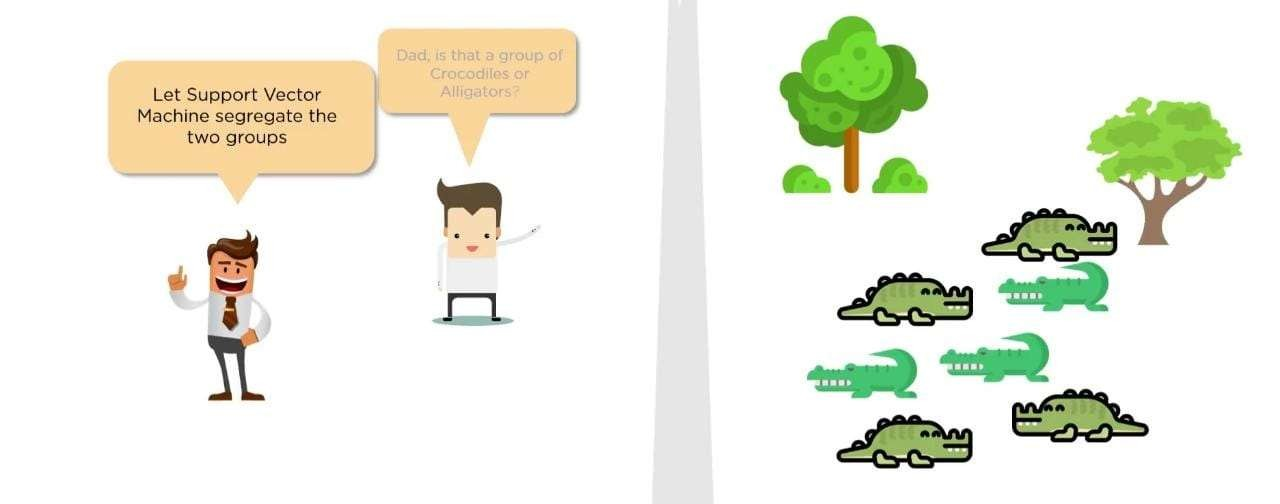 Let Support Vector
Machine segregate the
two groups
Dad, is that a group of
Crocodiles or
Alligators?